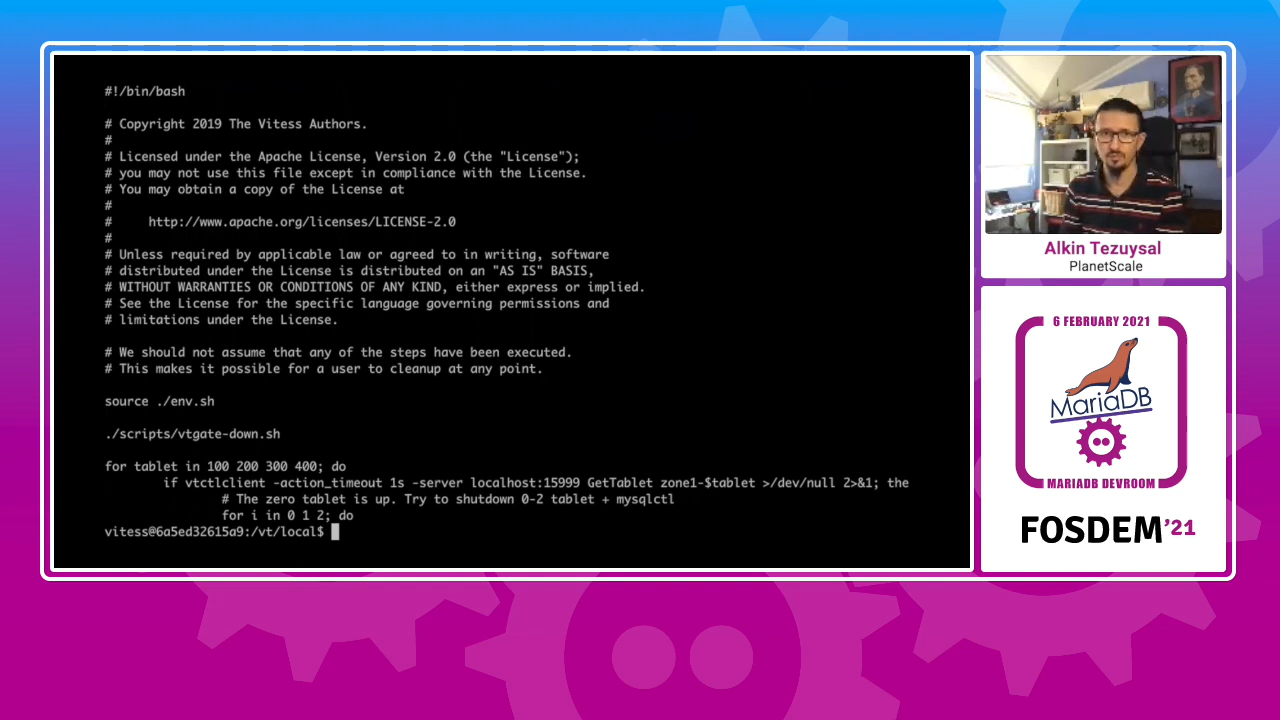 #!/bin/bash
# Copyright 2019 The Vitess Authors.
#
# Licensed under the Apache License, Version 2.0 (the "License");
# you may not use this file except in compliance with the License.
# You may obtain a copy of the License at
#
#     http://www.apache.org/licenses/LICENSE-2.0
#
# Unless required by applicable law or agreed to in writing, software
# distributed under the License is distributed on an "AS IS" BASIS,
# WITHOUT WARRANTIES OR CONDITIONS OF ANY KIND, either express or implied.
# See the License for the specific language governing permissions and
# limitations under the License.
# We should not assume that any of the steps have been executed.
# This makes it possible for a user to cleanup at any point.
source ./env.sh
./scripts/vtgate-down.sh
for tablet in 100 200 300 400; do
        if vtctlclient -action_timeout 1s -server localhost:15999 GetTablet zone1-$tablet >/dev/null 2>&1; the
                # The zero tablet is up. Try to shutdown 0-2 tablet + mysqlctl
                for i in 0 1 2; do
vitess@6a5ed32615a9:/vt/local$
Alkin Tezuysal
PlanetScale
6 FEBRUARY 2021
MariaDB
MARIADB DEVROOM
FOSDEM'21